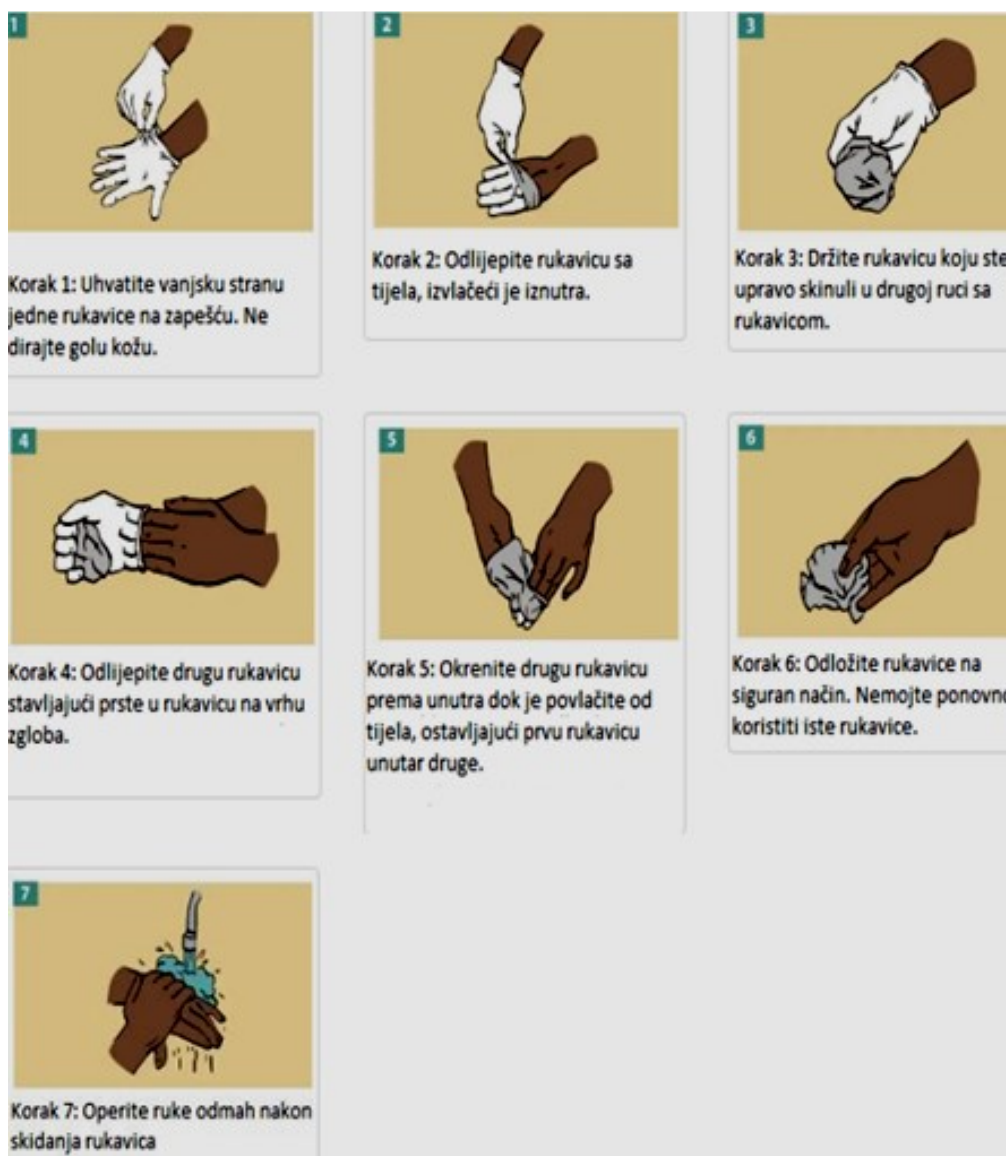 1
Korak 1: Uhvatite vanjsku stranu
jedne rukavice na zapešću. Ne
dirajte golu kožu.
2
Korak 2: Odlijepite rukavicu sa
tijela, izvlačeći je iznutra.
3
Korak 3: Držite rukavicu koju ste
upravo skinuli u drugoj ruci sa
rukavicom.
4
Korak 4: Odlijepite drugu rukavicu
stavljajući prste u rukavicu na vrhu
zgloba.
5
Korak 5: Okrenite drugu rukavicu
prema unutra dok je povlačite od
tijela, ostavljajući prvu rukavicu
unutar druge.
6
Korak 6: Odložite rukavice na
siguran način. Nemojte ponovno
koristiti iste rukavice.
7
Korak 7: Operite ruke odmah nakon
skidanja rukavica